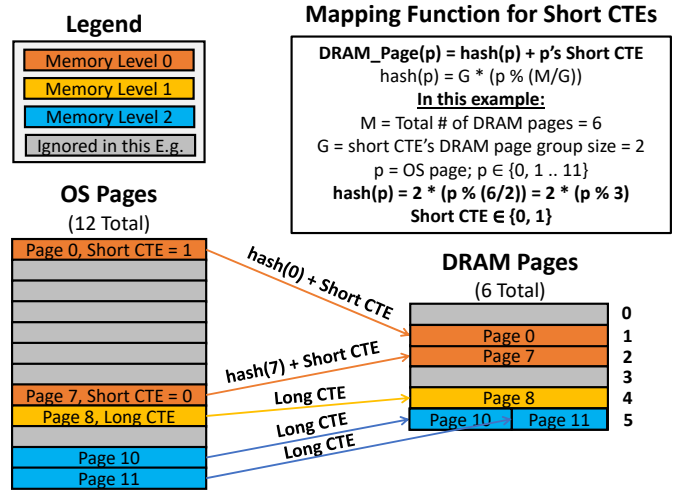 Legend
Memory Level 0
Memory Level 1
Memory Level 2
Ignored in this E.g.
Mapping Function for Short CTEs
DRAM_Page(p) = hash(p) + p's Short CTE
hash(p) = G * (p % (M/G))
In this example:
M = Total # of DRAM pages = 6
G = short CTE's DRAM page group size = 2
p = OS page; p ∈ {0, 1 .. 11}
hash(p) = 2 * (p % (6/2)) = 2 * (p % 3)
Short CTE ∈ {0, 1}
OS Pages
(12 Total)
Page 0, Short CTE = 1
Page 7, Short CTE = 0
Page 8, Long CTE
Page 10
Page 11
hash(0) + Short CTE
hash(7) + Short CTE
Long CTE
Long CTE
Long CTE
DRAM Pages
(6 Total)
0
Page 0 1
Page 7 2
3
Page 8 4
Page 10 Page 11 5